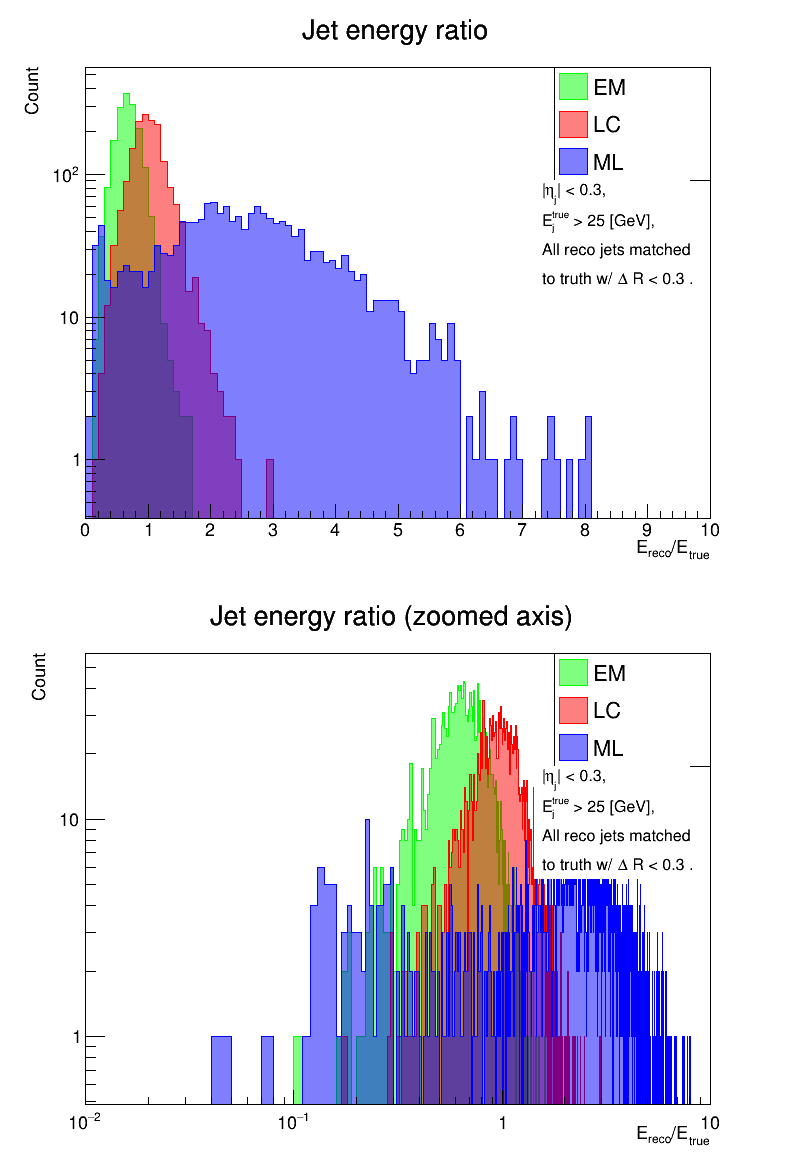 Jet energy ratio
Count
EM
LC
ML
|η_j| < 0.3,
E_j^true > 25 [GeV],
All reco jets matched
to truth w/ Δ R < 0.3 .
10²
10
1
0 1 2 3 4 5 6 7 8 9 10
E_reco/E_true
Jet energy ratio (zoomed axis)
Count
EM
LC
ML
|η_j| < 0.3,
E_j^true > 25 [GeV],
All reco jets matched
to truth w/ Δ R < 0.3 .
10
1
10⁻² 10⁻¹ 1 10
E_reco/E_true